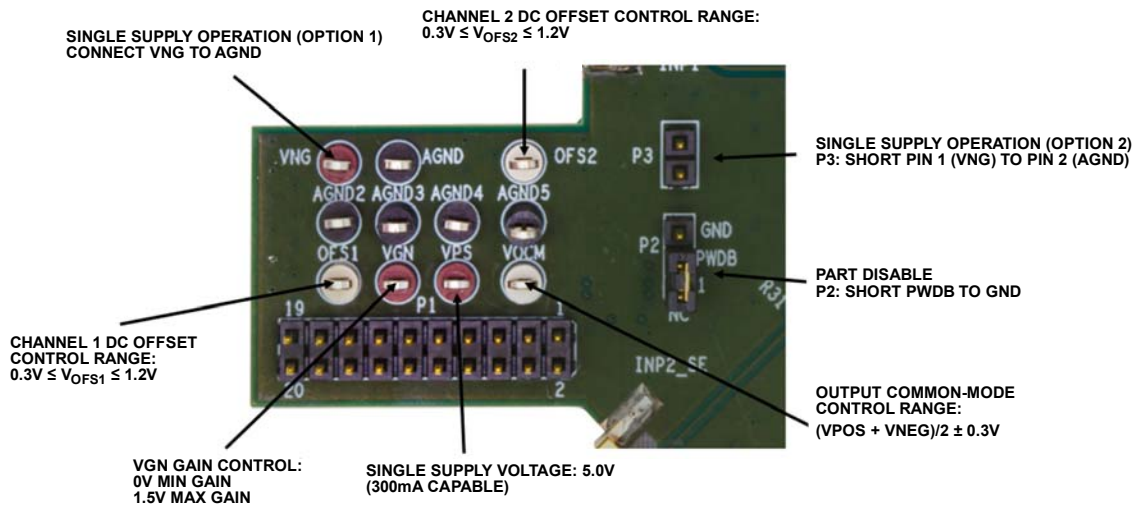 CHANNEL 2 DC OFFSET CONTROL RANGE:
0.3V ≤ VOFS2 ≤ 1.2V
SINGLE SUPPLY OPERATION (OPTION 1)
CONNECT VNG TO AGND
SINGLE SUPPLY OPERATION (OPTION 2)
P3: SHORT PIN 1 (VNG) TO PIN 2 (AGND)
PART DISABLE
P2: SHORT PWDB TO GND
OUTPUT COMMON-MODE
CONTROL RANGE:
(VPOS + VNEG)/2 ± 0.3V
CHANNEL 1 DC OFFSET
CONTROL RANGE:
0.3V ≤ VOFS1 ≤ 1.2V
VGN GAIN CONTROL:
0V MIN GAIN
1.5V MAX GAIN
SINGLE SUPPLY VOLTAGE: 5.0V
(300mA CAPABLE)
INP1
VNG AGND OFS2 P3
AGND2 AGND3 AGND4 AGND5
P2 GND
PWDB
1
NC
OFS1 VGN VPS VOCM
19 P1 1
20 2
R31
INP2_SE